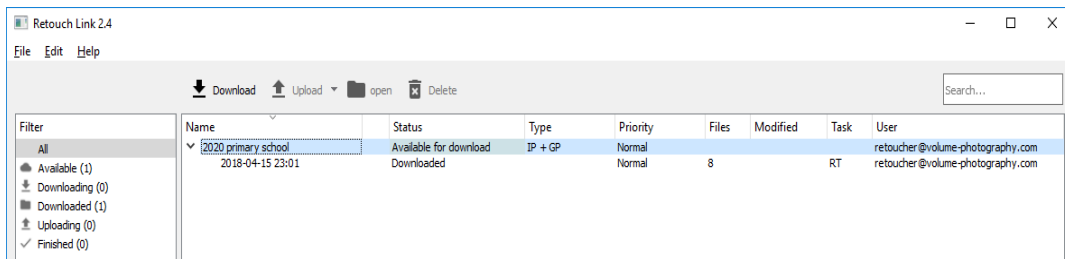 Retouch Link 2.4
File Edit Help
Download Upload open Delete Search...
Filter Name Status Type Priority Files Modified Task User
All 2020 primary school Available for download IP + GP Normal retoucher@volume-photography.com
Available (1) 2018-04-15 23:01 Downloaded Normal 8 RT retoucher@volume-photography.com
Downloading (0)
Downloaded (1)
Uploading (0)
Finished (0)